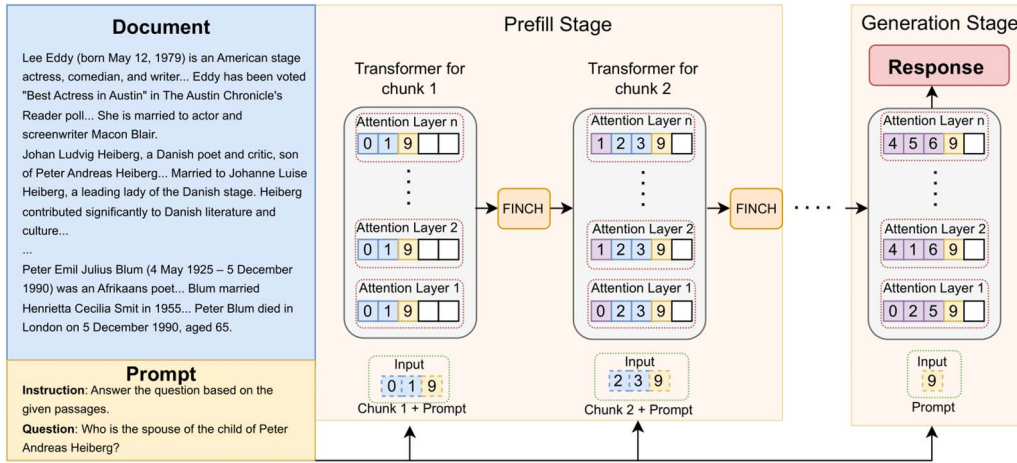 Document
Lee Eddy (born May 12, 1979) is an American stage
actress, comedian, and writer... Eddy has been voted
"Best Actress in Austin" in The Austin Chronicle's
Reader poll... She is married to actor and
screenwriter Macon Blair.
Johan Ludvig Heiberg, a Danish poet and critic, son
of Peter Andreas Heiberg... Married to Johanne Luise
Heiberg, a leading lady of the Danish stage. Heiberg
contributed significantly to Danish literature and
culture...
...
Peter Emil Julius Blum (4 May 1925 – 5 December
1990) was an Afrikaans poet... Blum married
Henrietta Cecilia Smit in 1955... Peter Blum died in
London on 5 December 1990, aged 65.
Prompt
Instruction: Answer the question based on the
given passages.
Question: Who is the spouse of the child of Peter
Andreas Heiberg?
Prefill Stage
Transformer for
chunk 1
Attention Layer n
0 1 9
Attention Layer 2
0 1 9
Attention Layer 1
0 1 9
Input
0 1 9
Chunk 1 + Prompt
FINCH
Transformer for
chunk 2
Attention Layer n
1 2 3 9
Attention Layer 2
1 2 3 9
Attention Layer 1
0 2 3 9
Input
2 3 9
Chunk 2 + Prompt
FINCH
Generation Stage
Response
Attention Layer n
4 5 6 9
Attention Layer 2
4 1 6 9
Attention Layer 1
0 2 5 9
Input
9
Prompt